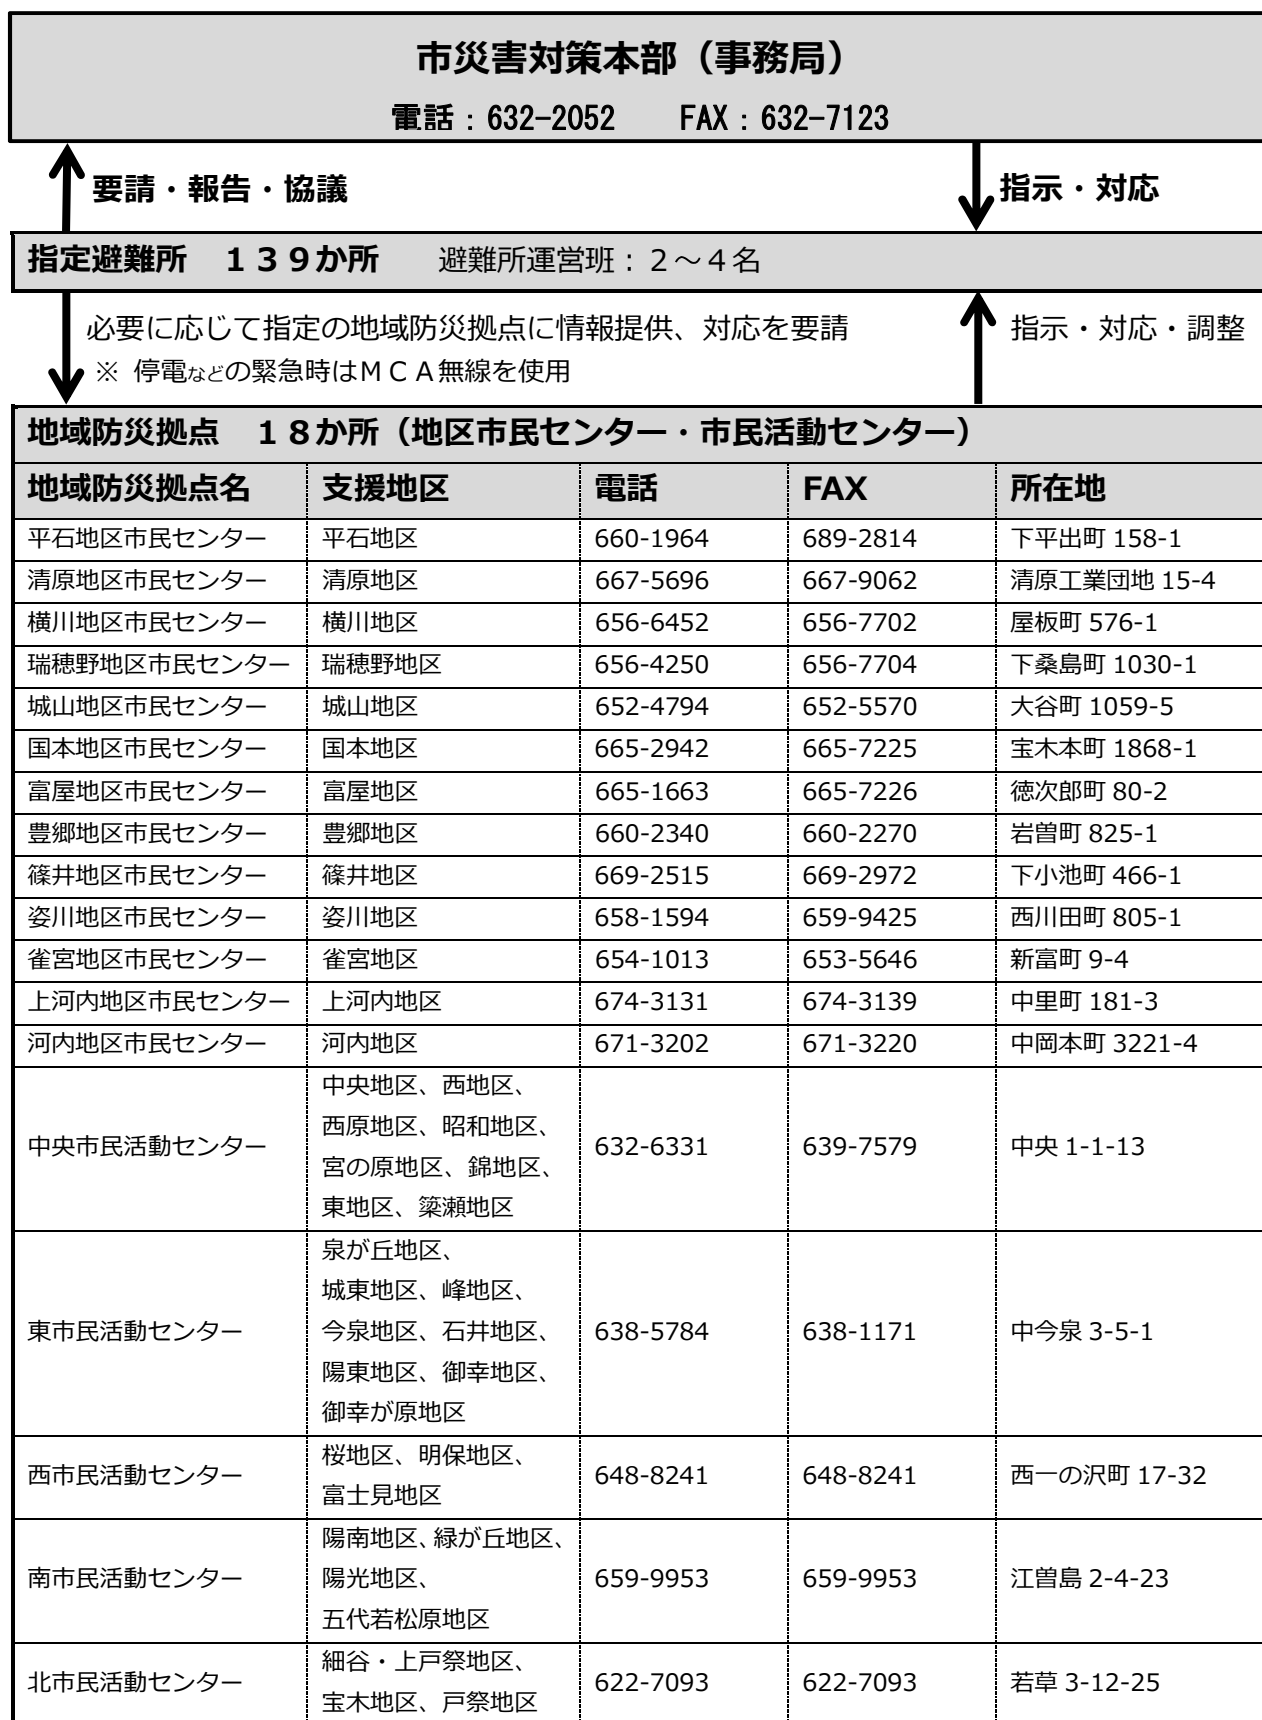 市災害対策本部（事務局）
電話：632-2052　　FAX：632-7123
要請・報告・協議
指示・対応
指定避難所　１３９か所　　避難所運営班：２～４名
必要に応じて指定の地域防災拠点に情報提供、対応を要請
※ 停電などの緊急時はＭＣＡ無線を使用
指示・対応・調整
地域防災拠点　１８か所（地区市民センター・市民活動センター）
地域防災拠点名　支援地区　電話　FAX　所在地
平石地区市民センター　平石地区　660-1964　689-2814　下平出町 158-1
清原地区市民センター　清原地区　667-5696　667-9062　清原工業団地 15-4
横川地区市民センター　横川地区　656-6452　656-7702　屋板町 576-1
瑞穂野地区市民センター　瑞穂野地区　656-4250　656-7704　下桑島町 1030-1
城山地区市民センター　城山地区　652-4794　652-5570　大谷町 1059-5
国本地区市民センター　国本地区　665-2942　665-7225　宝木本町 1868-1
富屋地区市民センター　富屋地区　665-1663　665-7226　徳次郎町 80-2
豊郷地区市民センター　豊郷地区　660-2340　660-2270　岩曽町 825-1
篠井地区市民センター　篠井地区　669-2515　669-2972　下小池町 466-1
姿川地区市民センター　姿川地区　658-1594　659-9425　西川田町 805-1
雀宮地区市民センター　雀宮地区　654-1013　653-5646　新富町 9-4
上河内地区市民センター　上河内地区　674-3131　674-3139　中里町 181-3
河内地区市民センター　河内地区　671-3202　671-3220　中岡本町 3221-4
中央市民活動センター
中央地区、西地区、
西原地区、昭和地区、
宮の原地区、錦地区、
東地区、簗瀬地区
632-6331　639-7579　中央 1-1-13
東市民活動センター
泉が丘地区、
城東地区、峰地区、
今泉地区、石井地区、
陽東地区、御幸地区、
御幸が原地区
638-5784　638-1171　中今泉 3-5-1
西市民活動センター
桜地区、明保地区、
富士見地区
648-8241　648-8241　西一の沢町 17-32
南市民活動センター
陽南地区、緑が丘地区、
陽光地区、
五代若松原地区
659-9953　659-9953　江曽島 2-4-23
北市民活動センター
細谷・上戸祭地区、
宝木地区、戸祭地区
622-7093　622-7093　若草 3-12-25